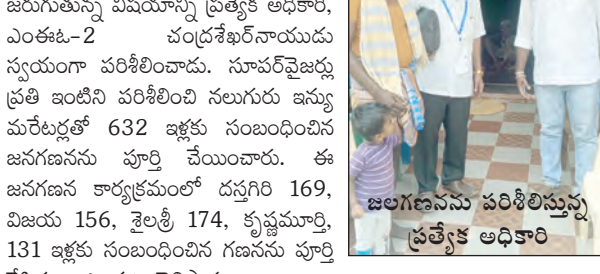 జరుగుతున్న విషయాన్ని ప్రత్యేక అధికారి,
ఎంఈఓ-2 చంద్రశేఖర్‌నాయుడు
స్వయంగా పరిశీలించాడు. సూపర్‌వైజర్లు
ప్రతి ఇంటిని పరిశీలించి నలుగురు ఇన్యు
మరేటర్లతో 632 ఇళ్లకు సంబంధించిన
జనగణనను పూర్తి చేయించారు. ఈ
జనగణన కార్యక్రమంలో దస్తగిరి 169,
విజయ 156, శైలశ్రీ 174, కృష్ణమూర్తి,
131 ఇళ్లకు సంబంధించిన గణనను పూర్తి
జలగణనను పరిశీలిస్తున్న
ప్రత్యేక అధికారి